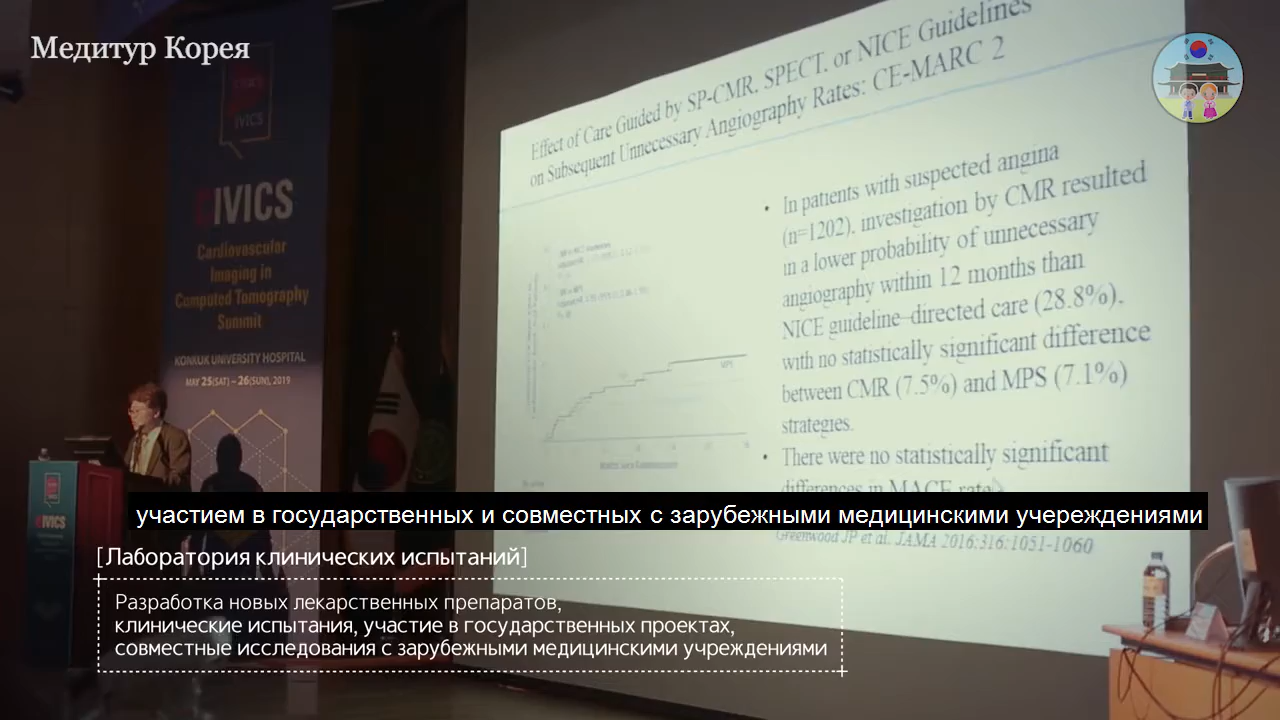 Медитур Корея
IVICS
CIVICS
Cardiovascular
Imaging in
Computed Tomography
Summit
KONKUK UNIVERSITY HOSPITAL
MAY 25(SAT) – 26(SUN), 2019
Effect of Care Guided by SP-CMR, SPECT, or NICE Guidelines
on Subsequent Unnecessary Angiography Rates: CE-MARC 2
• In patients with suspected angina
(n=1202), investigation by CMR resulted
in a lower probability of unnecessary
angiography within 12 months than
NICE guideline–directed care (28.8%),
with no statistically significant difference
between CMR (7.5%) and MPS (7.1%)
strategies.
• There were no statistically significant
differences in MACE rates
Greenwood JP et al. JAMA 2016;316:1051-1060
MPS
CIVICS
участием в государственных и совместных с зарубежными медицинскими учереждениями
[Лаборатория клинических испытаний]
Разработка новых лекарственных препаратов,
клинические испытания, участие в государственных проектах,
совместные исследования с зарубежными медицинскими учреждениями